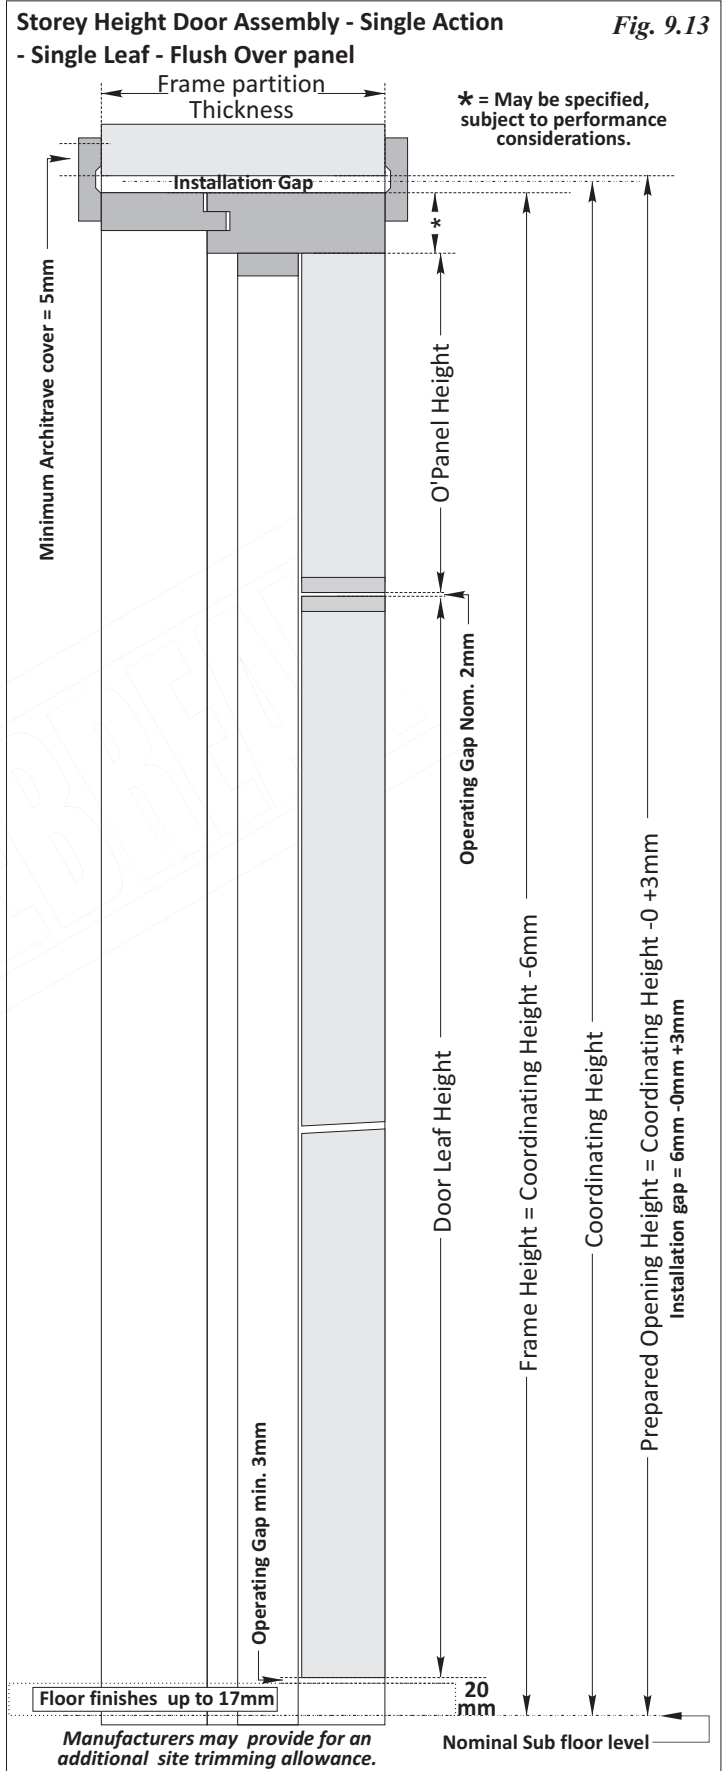 Storey Height Door Assembly - Single Action
- Single Leaf - Flush Over panel
Fig. 9.13
Frame partition
Thickness
* = May be specified,
subject to performance
considerations.
Installation Gap
*
Minimum Architrave cover = 5mm
O'Panel Height
Operating Gap Nom. 2mm
Door Leaf Height
Frame Height = Coordinating Height -6mm
Coordinating Height
Prepared Opening Height = Coordinating Height -0 +3mm
Installation gap = 6mm -0mm +3mm
Operating Gap min. 3mm
Floor finishes up to 17mm
20
mm
Manufacturers may provide for an
additional site trimming allowance.
Nominal Sub floor level